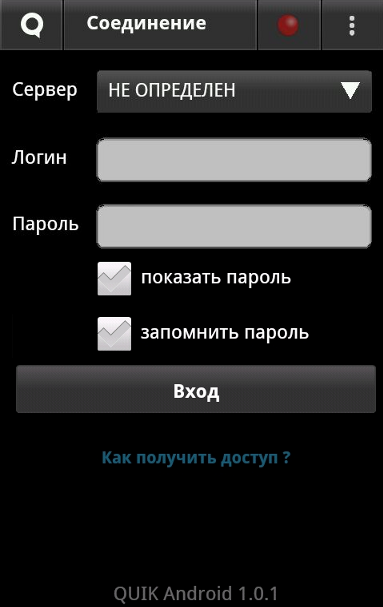 Соединение
Сервер
НЕ ОПРЕДЕЛЕН
Логин
Пароль
показать пароль
запомнить пароль
Вход
Как получить доступ ?
QUIK Android 1.0.1